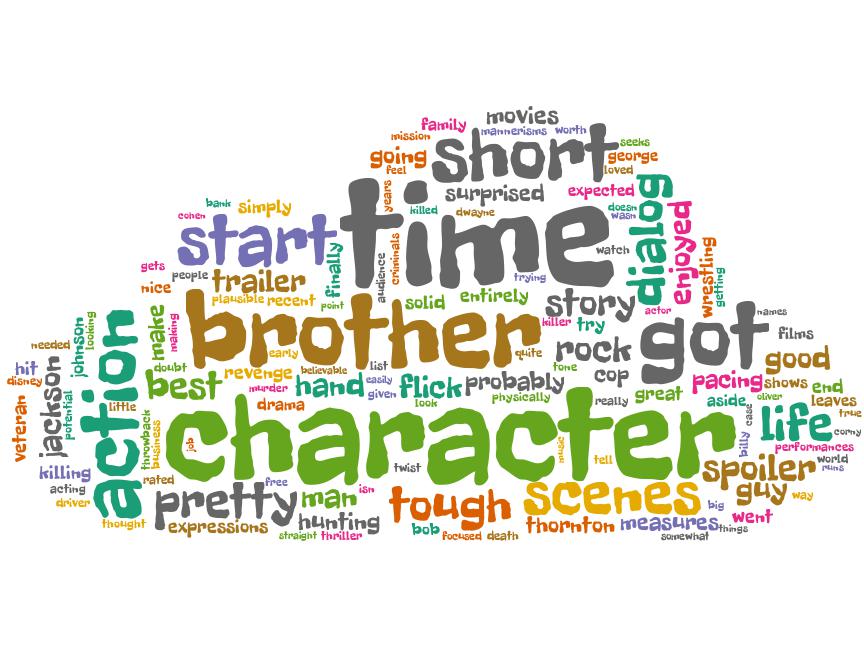 movies
family
mannerisms
worth
mission
short
seeks
going
george
feel
loved
surprised
expected
years
killed
dwayne
doesn
wasn
dialog
enjoyed
bank
simply
cohen
start
time
finally
audience
criminals
watch
wrestling
getting
gets
people
trailer
trying
nice
plausible
recent
point
solid
entirely
story
actor
names
make
making
brother
killer
try
got
films
needed
johnson
looking
action
early
quite
rock
good
doubt
believable
list
tone
cop
hit
disney
jackson
potential
little
best
revenge
murder
hand
easily
given
flick
probably
physically
really
great
pacing
shows
end
veteran
drama
look
aside
oliver
leaves
true
throwback
business
job
character
music
tell
billy
case
life
corny
performances
world
runs
killing
acting
driver
rated
free
twist
spoiler
guy
way
pretty
man
isn
tough
scenes
big
went
thought
expressions
hunting
bob
thornton
measures
things
straight
thriller
focused
death
somewhat